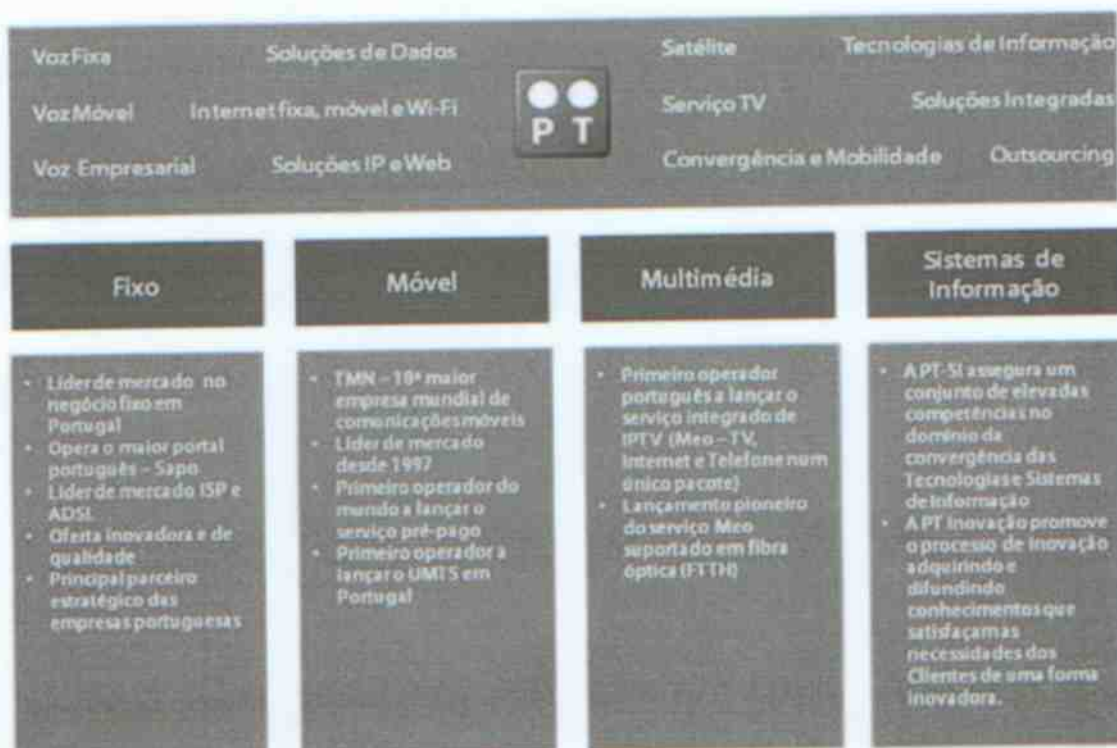 Voz Fixa Soluções de Dados Satélite Tecnologias de Informação
Voz Móvel Internet fixa, móvel e Wi-Fi Serviço TV Soluções Integradas
Voz Empresarial Soluções IP e Web Convergência e Mobilidade Outsourcing
P T
Fixo
• Líder de mercado no
negócio fixo em
Portugal
• Opera o maior portal
português – Sapo
• Líder de mercado ISP e
ADSL
• Oferta inovadora e de
qualidade
• Principal parceiro
estratégico das
empresas portuguesas
Móvel
• TMN – 18ª maior
empresa mundial de
comunicações móveis
• Líder de mercado
desde 1997
• Primeiro operador do
mundo a lançar o
serviço pré-pago
• Primeiro operador a
lançar o UMTS em
Portugal
Multimédia
• Primeiro operador
português a lançar o
serviço integrado de
IPTV (Meo – TV,
Internet e Telefone num
único pacote)
• Lançamento pioneiro
do serviço Meo
suportado em fibra
óptica (FTTH)
Sistemas de
Informação
• A PT-SI assegura um
conjunto de elevadas
competências no
domínio da
convergência das
Tecnologias e Sistemas
de Informação
• A PT Inovação promove
o processo de Inovação
adquirindo e
difundindo
conhecimentos que
satisfaçam as
necessidades dos
Clientes de uma forma
inovadora.